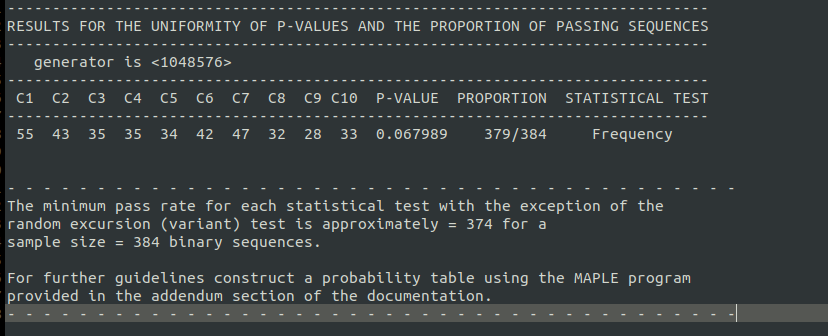 - - - - - - - - - - - - - - - - - - - - - - - - - - - - - - - - - - - - - - -
RESULTS FOR THE UNIFORMITY OF P-VALUES AND THE PROPORTION OF PASSING SEQUENCES
- - - - - - - - - - - - - - - - - - - - - - - - - - - - - - - - - - - - - - -
generator is <1048576>
- - - - - - - - - - - - - - - - - - - - - - - - - - - - - - - - - - - - - - -
C1 C2 C3 C4 C5 C6 C7 C8 C9 C10 P-VALUE PROPORTION STATISTICAL TEST
- - - - - - - - - - - - - - - - - - - - - - - - - - - - - - - - - - - - - - -
55 43 35 35 34 42 47 32 28 33 0.067989 379/384 Frequency
- - - - - - - - - - - - - - - - - - - - - - - - - - - - - - - - - - - - - - - - -
The minimum pass rate for each statistical test with the exception of the
random excursion (variant) test is approximately = 374 for a
sample size = 384 binary sequences.
For further guidelines construct a probability table using the MAPLE program
provided in the addendum section of the documentation.
- - - - - - - - - - - - - - - - - - - - - - - - - - - - - - - - - - - - - - - - -